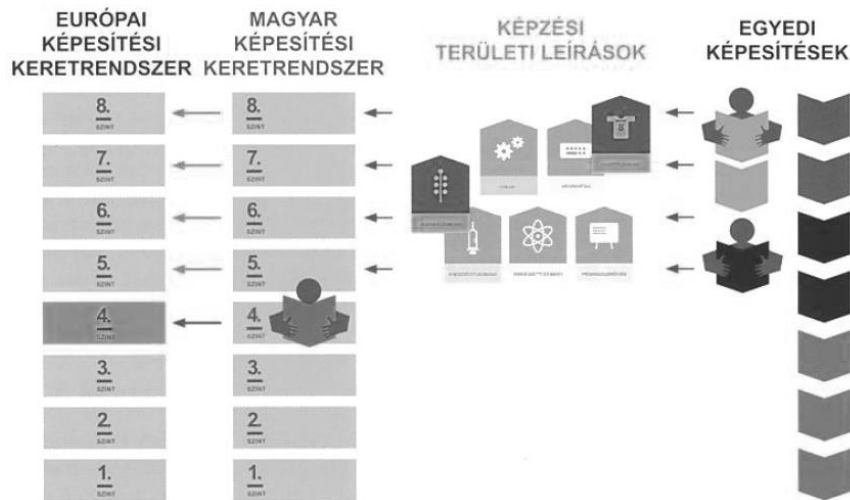 EURÓPAI
KÉPESÍTÉSI
KERETRENDSZER
MAGYAR
KÉPESÍTÉSI
KERETRENDSZER
KÉPZÉSI
TERÜLETI LEÍRÁSOK
EGYEDI
KÉPESÍTÉSEK
8.
SZINT
7.
SZINT
6.
SZINT
5.
SZINT
4.
SZINT
3.
SZINT
2.
SZINT
1.
SZINT
8.
SZINT
7.
SZINT
6.
SZINT
5.
SZINT
4.
3.
SZINT
2.
SZINT
1.
SZINT